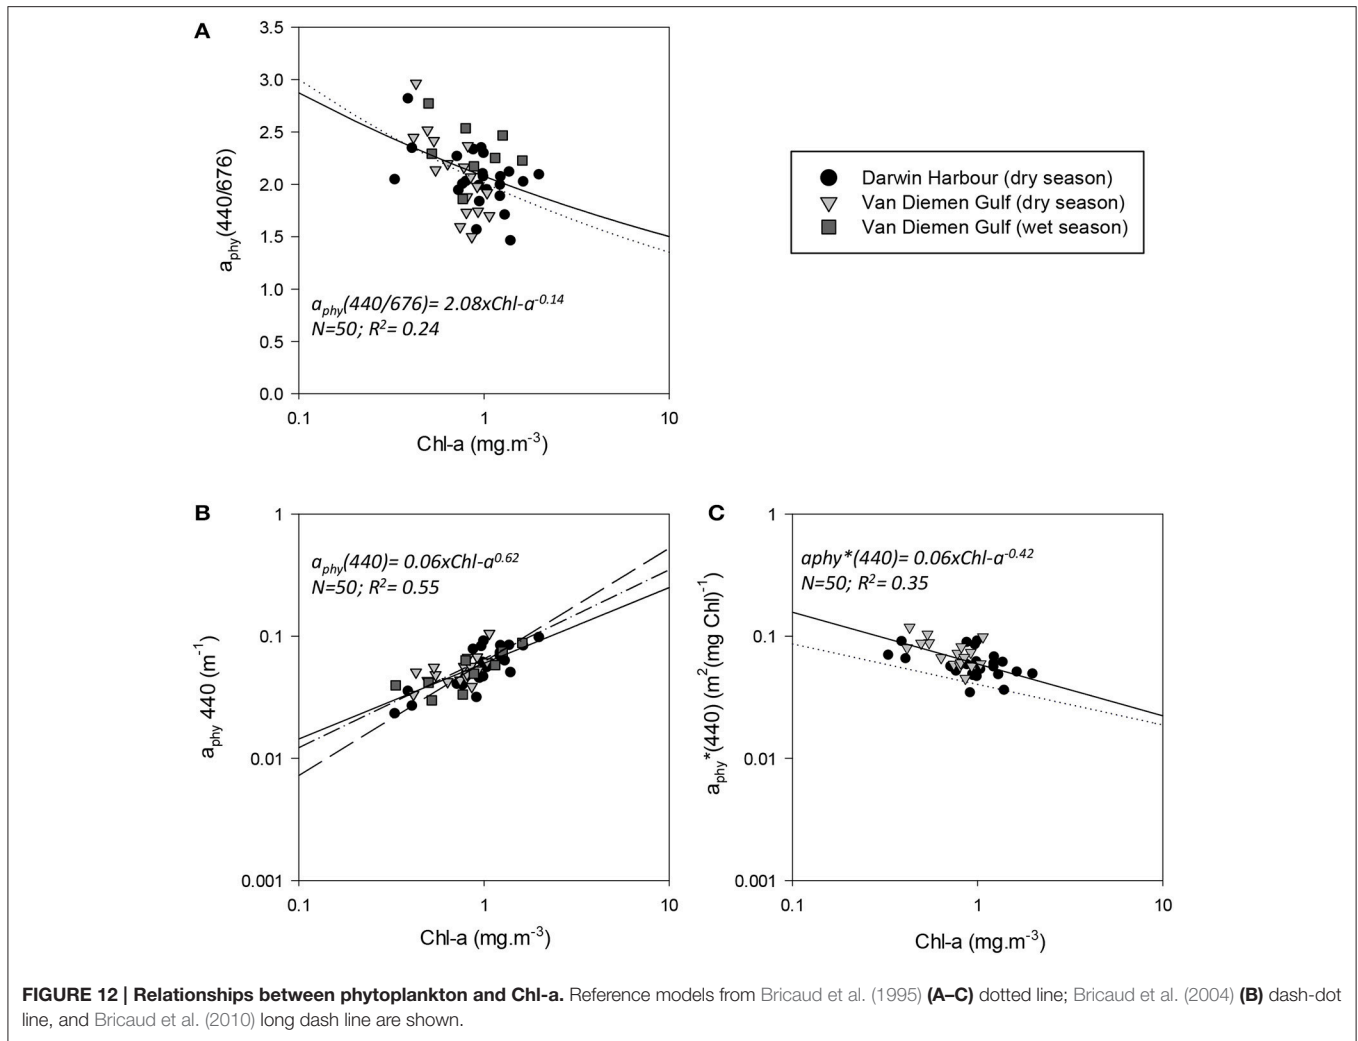 A
3.5
3.0
2.5
2.0
1.5
1.0
0.5
0.0
a_phy(440/676)
a_phy(440/676)= 2.08xChl-a^-0.14
N=50; R²= 0.24
0.1 1 10
Chl-a (mg.m⁻³)
Darwin Harbour (dry season)
Van Diemen Gulf (dry season)
Van Diemen Gulf (wet season)
B
1
0.1
0.01
0.001
a_phy 440 (m⁻¹)
a_phy(440)= 0.06xChl-a^0.62
N=50; R²= 0.55
0.1 1 10
Chl-a (mg.m⁻³)
C
1
0.1
0.01
0.001
a_phy*(440) (m²(mg Chl)⁻¹)
aphy*(440)= 0.06xChl-a^-0.42
N=50; R²= 0.35
0.1 1 10
Chl-a (mg.m⁻³)
FIGURE 12 | Relationships between phytoplankton and Chl-a. Reference models from Bricaud et al. (1995) (A–C) dotted line; Bricaud et al. (2004) (B) dash-dot
line, and Bricaud et al. (2010) long dash line are shown.